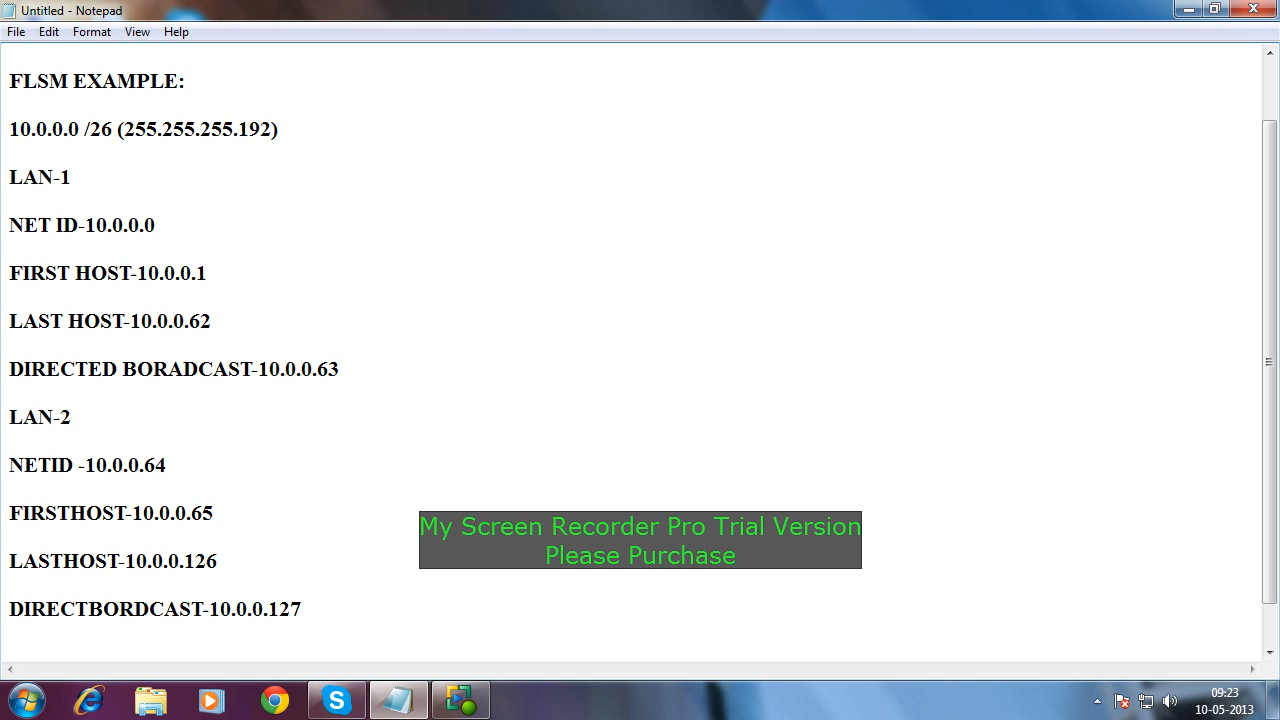 Untitled - Notepad
File Edit Format View Help
FLSM EXAMPLE:
10.0.0.0 /26 (255.255.255.192)
LAN-1
NET ID-10.0.0.0
FIRST HOST-10.0.0.1
LAST HOST-10.0.0.62
DIRECTED BORADCAST-10.0.0.63
LAN-2
NETID -10.0.0.64
FIRSTHOST-10.0.0.65
LASTHOST-10.0.0.126
DIRECTBORDCAST-10.0.0.127
My Screen Recorder Pro Trial Version
Please Purchase
09:23
10-05-2013